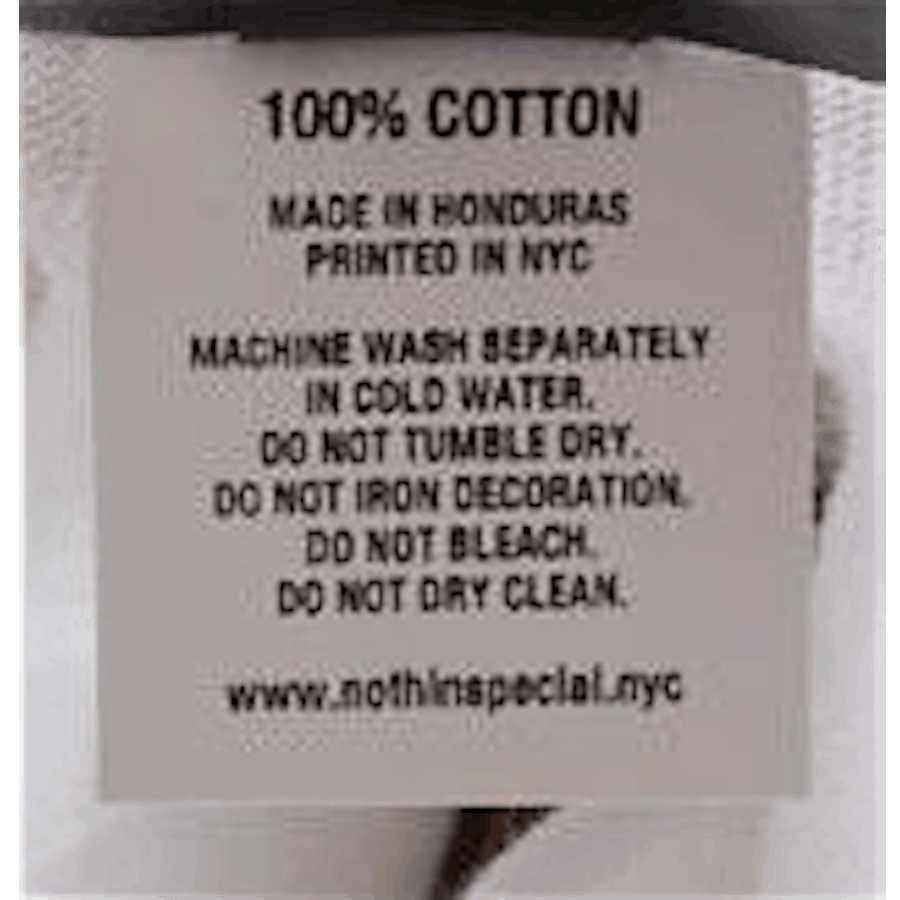 100% COTTON
MADE IN HONDURAS
PRINTED IN NYC
MACHINE WASH SEPARATELY
IN COLD WATER.
DO NOT TUMBLE DRY.
DO NOT IRON DECORATION.
DO NOT BLEACH.
DO NOT DRY CLEAN.
www.nothinspecial.nyc